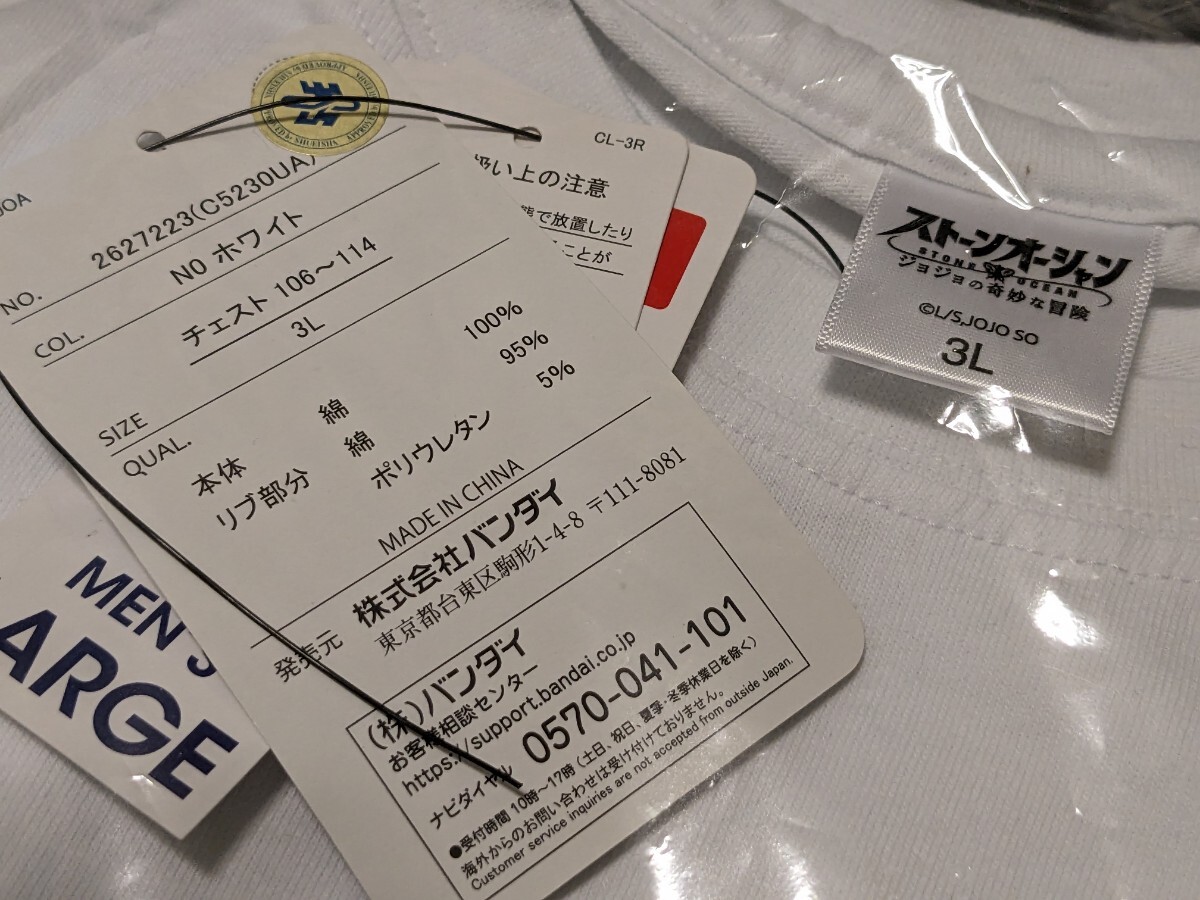 JOA
NO. 2627223(C5230UA)
COL. N0 ホワイト
チェスト 106～114
SIZE 3L
QUAL.
本体 綿 100%
リブ部分 綿 95%
ポリウレタン 5%
MADE IN CHINA
発売元 株式会社バンダイ
東京都台東区駒形1-4-8 〒111-8081
(株)バンダイ
お客様相談センター
https://support.bandai.co.jp
ナビダイヤル 0570-041-101
●受付時間 10時～17時 (土日、祝日、夏季・冬季休業日を除く)
海外からのお問い合わせは受け付けておりません。
Customer service inquiries are not accepted from outside Japan.
CL-3R
扱い上の注意
態で放置したり
ることが
MEN'S
ARGE
ストーンオーシャン
STONE OCEAN
ジョジョの奇妙な冒険
©L/S,JOJO SO
3L